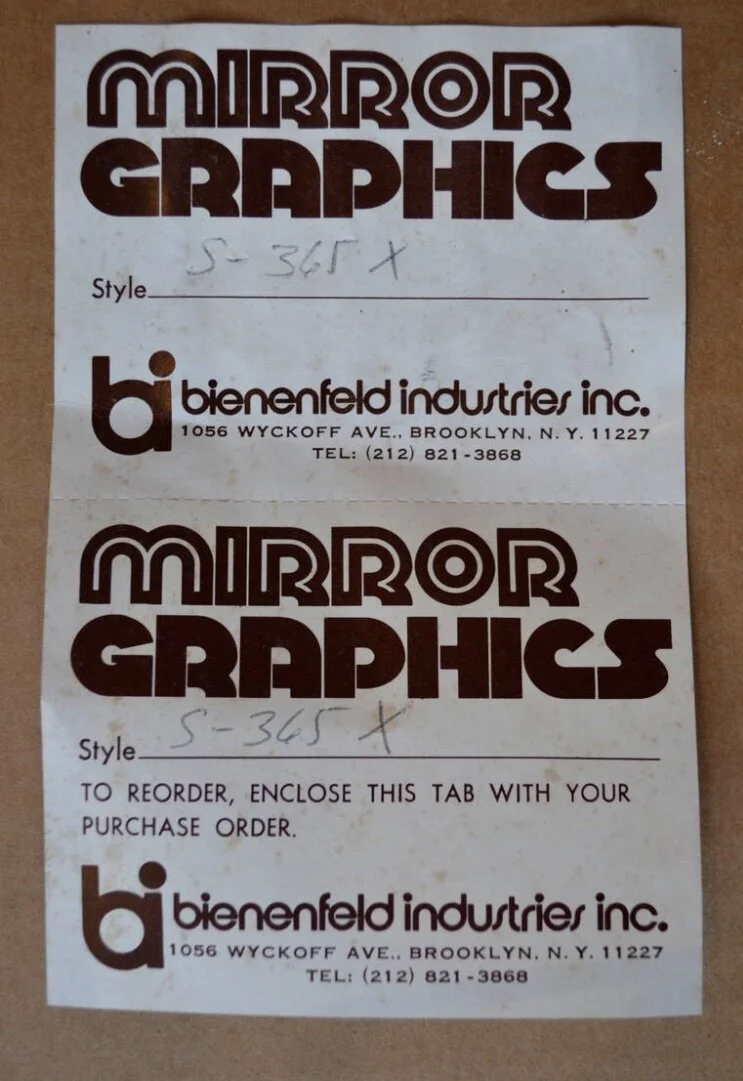 MIRROR
GRAPHICS
S-365 X
Style
bi bienenfeld industries inc.
1056 WYCKOFF AVE., BROOKLYN, N. Y. 11227
TEL: (212) 821-3868
MIRROR
GRAPHICS
S-365 X
Style
TO REORDER, ENCLOSE THIS TAB WITH YOUR
PURCHASE ORDER.
bi bienenfeld industries inc.
1056 WYCKOFF AVE., BROOKLYN, N. Y. 11227
TEL: (212) 821-3868